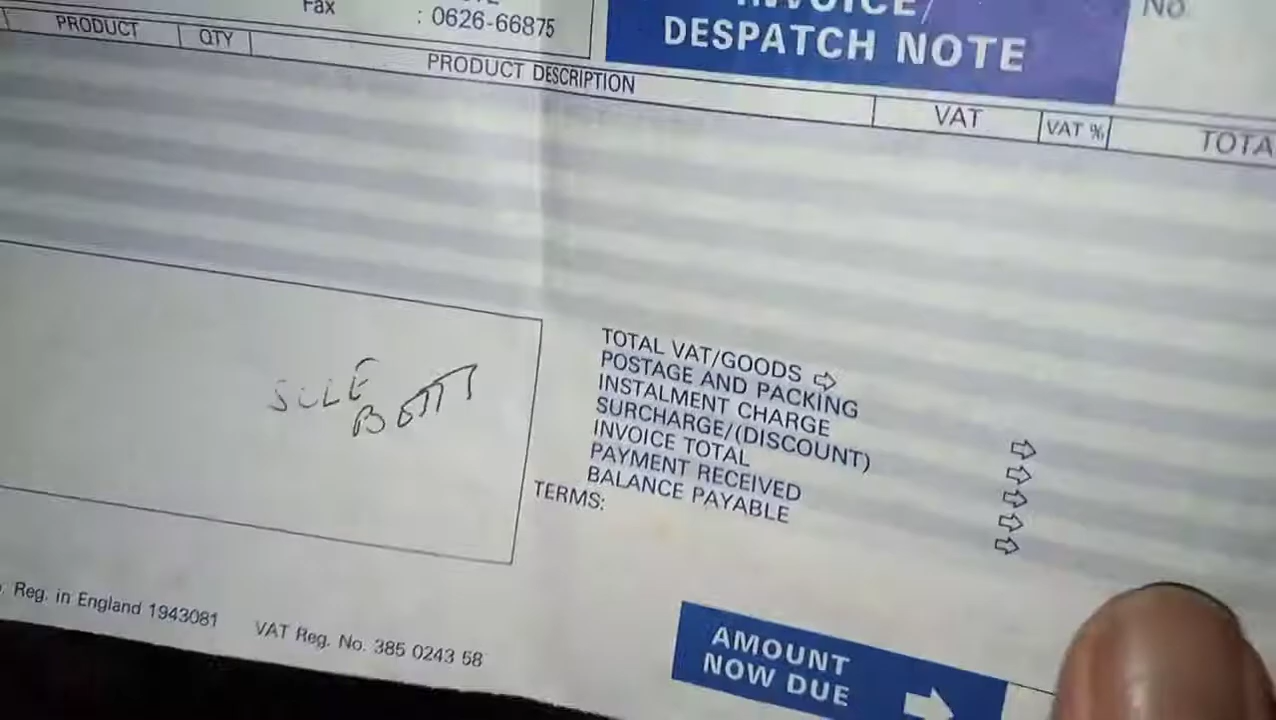 Fax : 0626-66875
INVOICE/
DESPATCH NOTE
No
PRODUCT QTY PRODUCT DESCRIPTION VAT VAT % TOTA
TOTAL VAT/GOODS ⇨
POSTAGE AND PACKING
INSTALMENT CHARGE
SURCHARGE/(DISCOUNT)
INVOICE TOTAL
PAYMENT RECEIVED
BALANCE PAYABLE
TERMS:
Reg. in England 1943081 VAT Reg. No. 385 0243 58
AMOUNT
NOW DUE